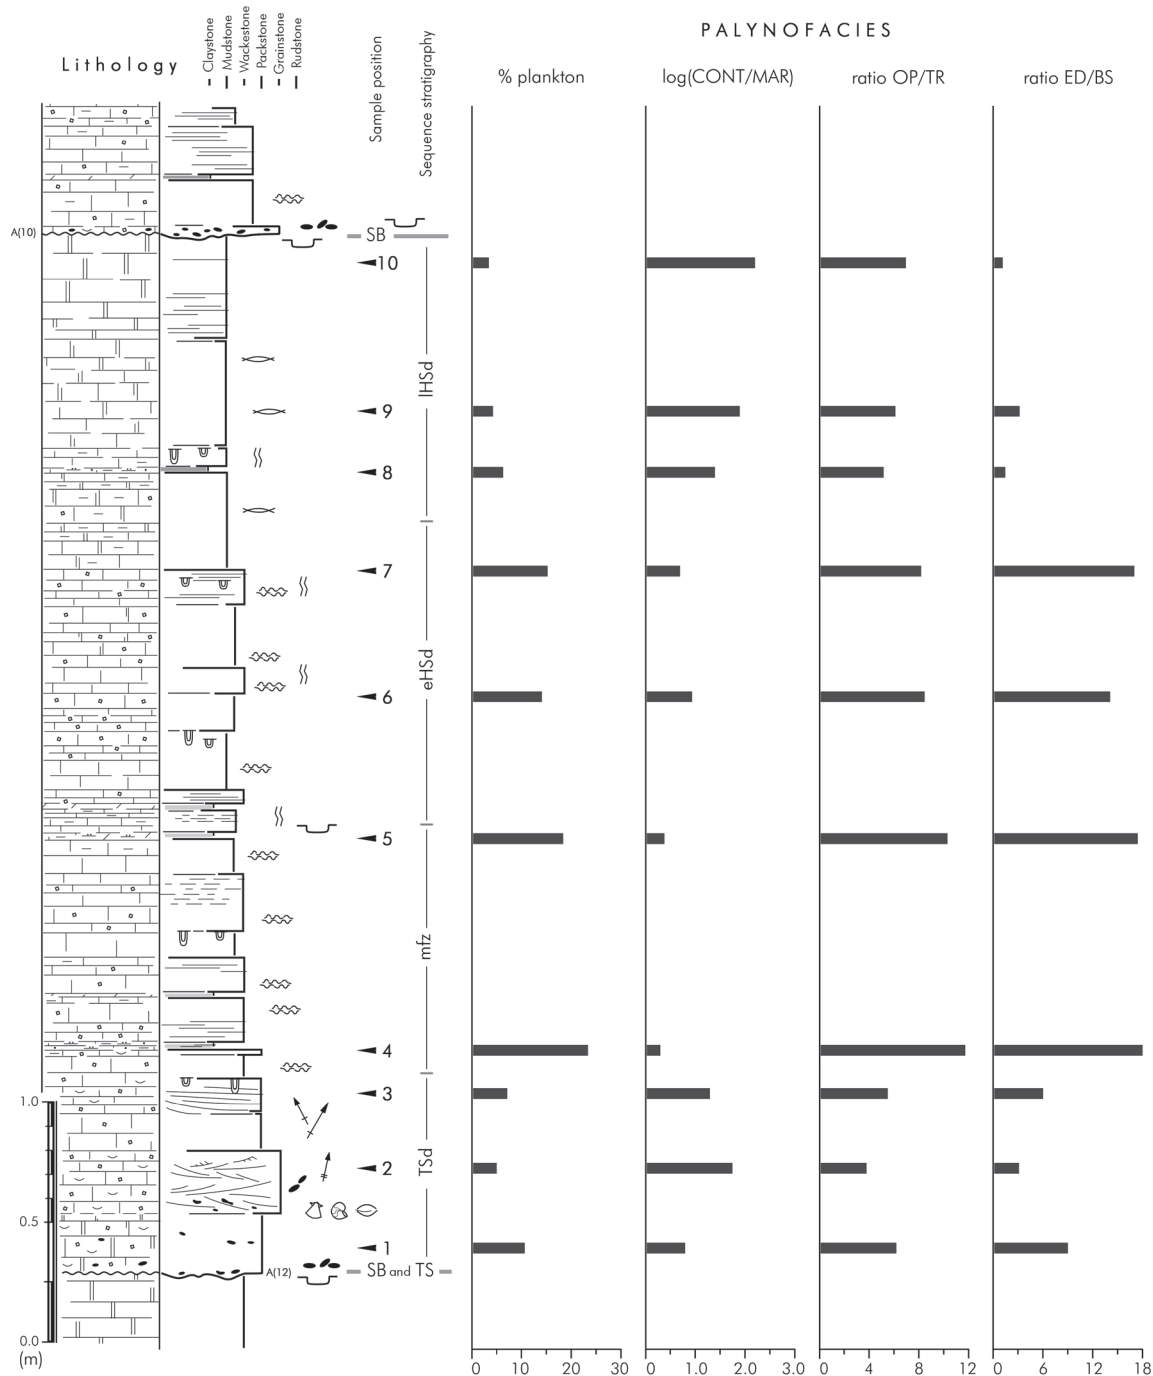 PALYNOFACIES
Lithology
Claystone
Mudstone
Wackestone
Packstone
Grainstone
Rudstone
Sample position
Sequence stratigraphy
% plankton
log(CONT/MAR)
ratio OP/TR
ratio ED/BS
A(10)
SB
10
lHSd
9
8
7
eHSd
6
5
mfz
4
3
1.0
2
TSd
0.5
1
A(12)
SB and TS
0.0
(m)
0 10 20 30
0 1.0 2.0 3.0
0 4 8 12
0 6 12 18